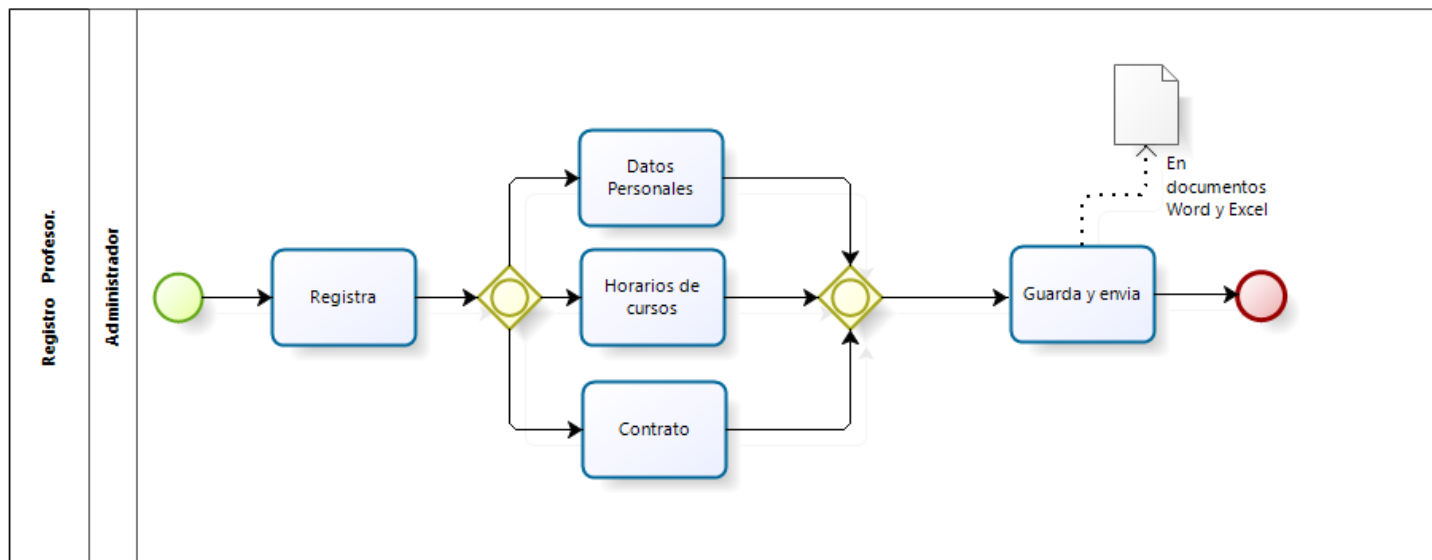 Registro Profesor.
Administrador
Registra
Datos
Personales
Horarios de
cursos
Contrato
Guarda y envia
En
documentos
Word y Excel